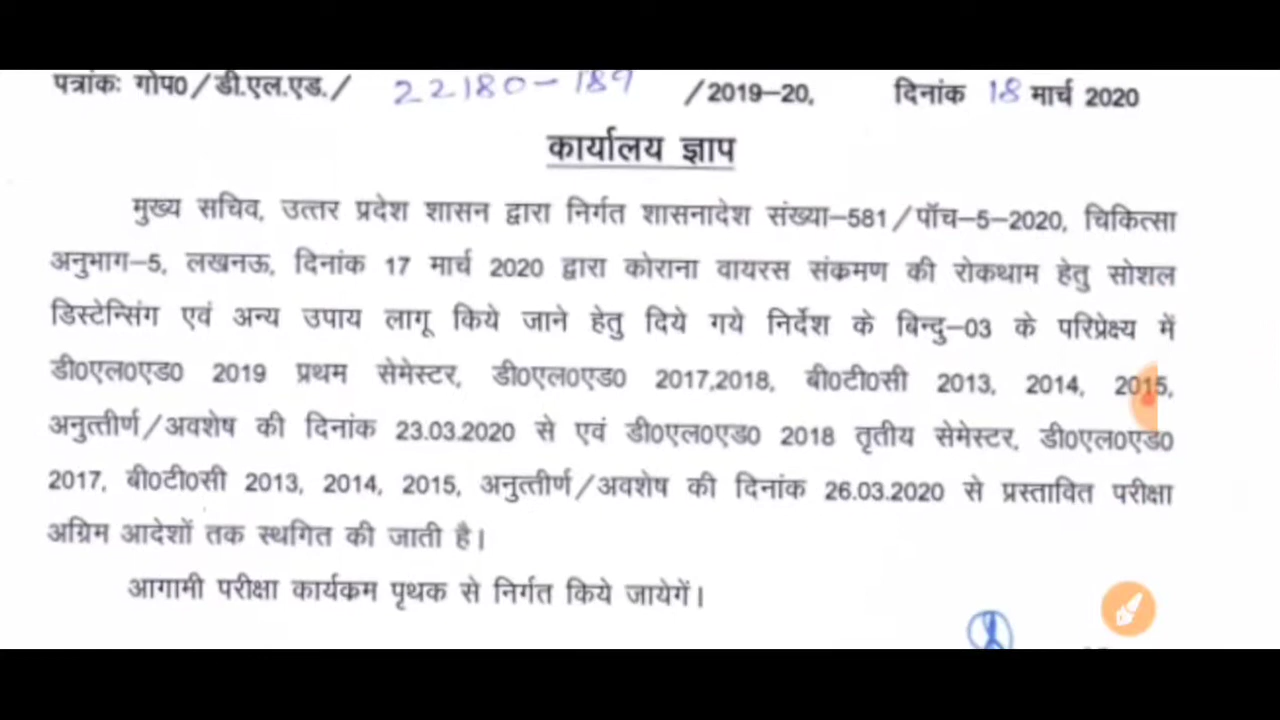 पत्रांकः गोप0/डी.एल.एड./ 22180-189 /2019-20, दिनांक 18 मार्च 2020
कार्यालय ज्ञाप
मुख्य सचिव, उत्तर प्रदेश शासन द्वारा निर्गत शासनादेश संख्या-581/पॉच-5-2020, चिकित्सा
अनुभाग-5, लखनऊ, दिनांक 17 मार्च 2020 द्वारा कोराना वायरस संकमण की रोकथाम हेतु सोशल
डिस्टेन्सिंग एवं अन्य उपाय लागू किये जाने हेतु दिये गये निर्देश के बिन्दु-03 के परिप्रेक्ष्य में
डी0एल0एड0 2019 प्रथम सेमेस्टर, डी0एल0एड0 2017,2018, बी0टी0सी 2013, 2014, 2015,
अनुत्तीर्ण/अवशेष की दिनांक 23.03.2020 से एवं डी0एल0एड0 2018 तृतीय सेमेस्टर, डी0एल0एड0
2017, बी0टी0सी 2013, 2014, 2015, अनुत्तीर्ण/अवशेष की दिनांक 26.03.2020 से प्रस्तावित परीक्षा
अग्रिम आदेशों तक स्थगित की जाती है।
आगामी परीक्षा कार्यकम पृथक से निर्गत किये जायेगें।